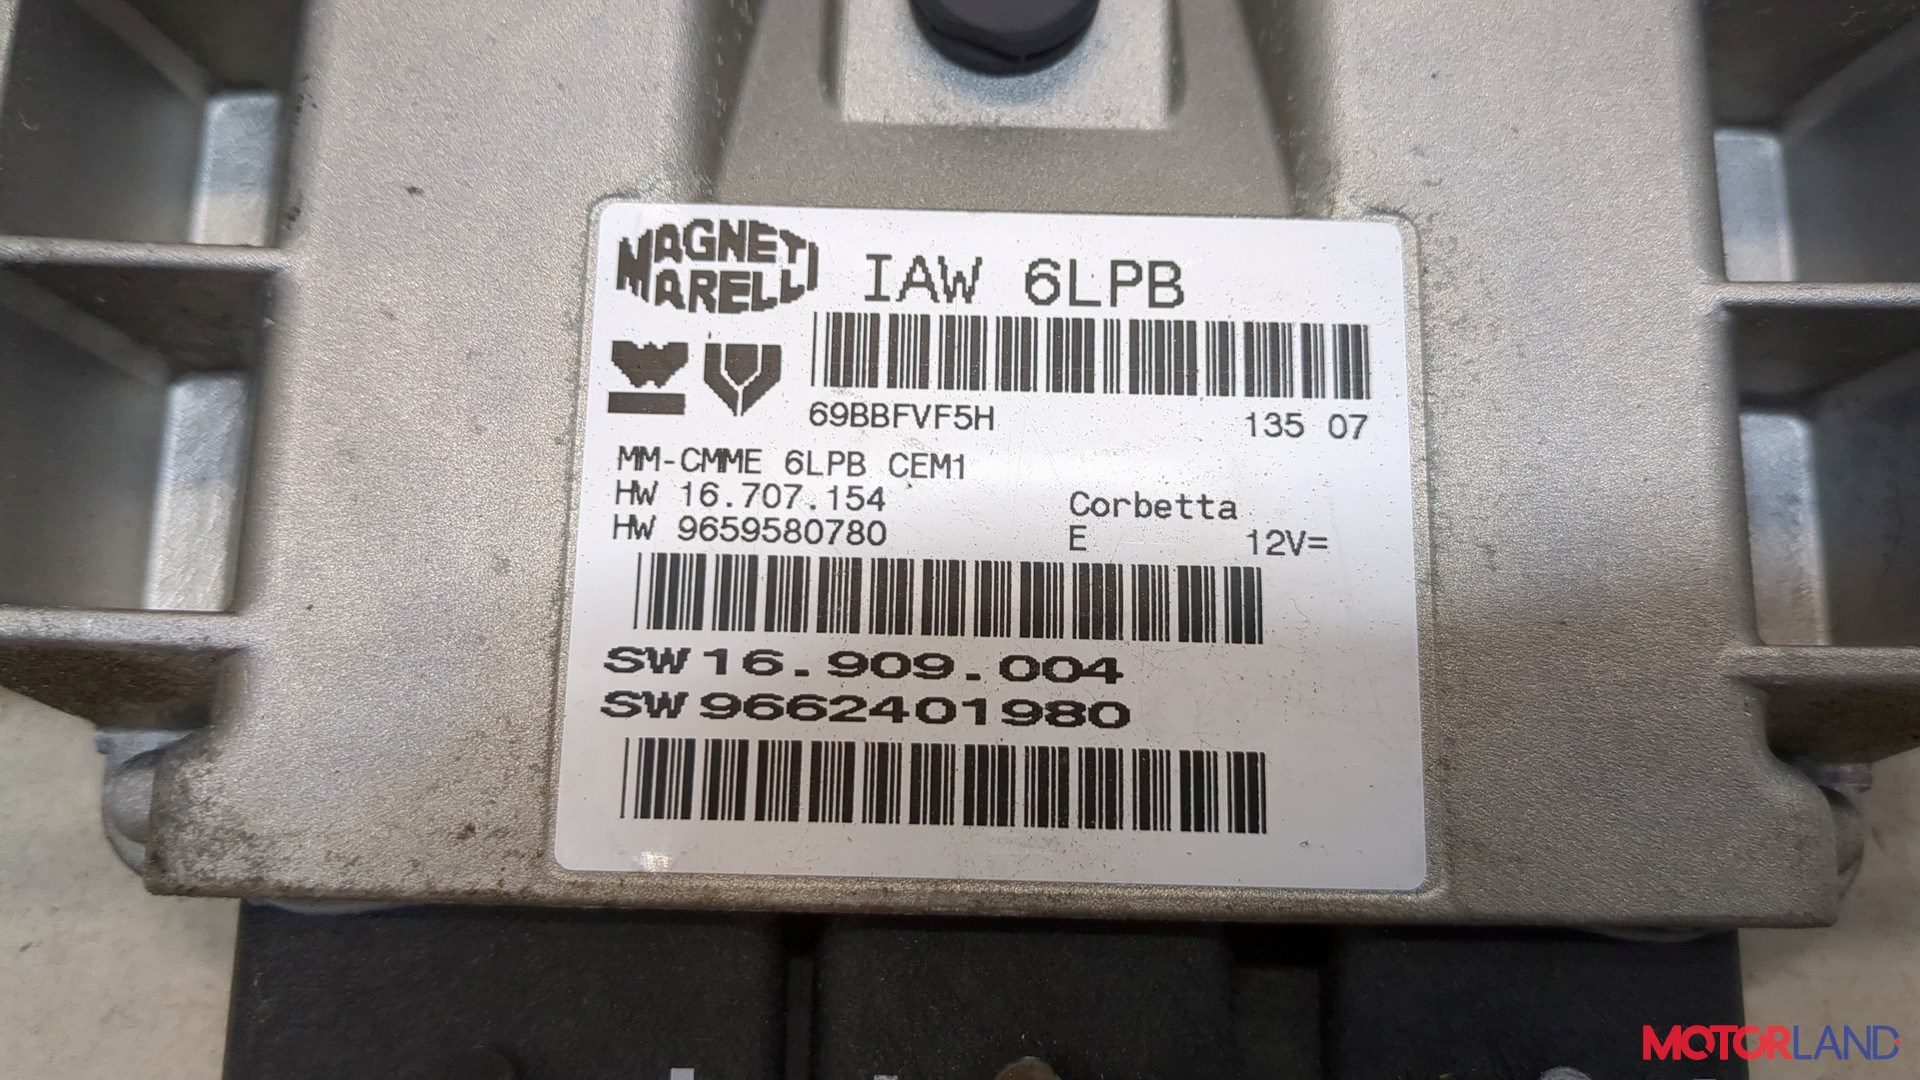 MAGNETI
MARELLI
IAW 6LPB
69BBFVF5H 135 07
MM-CMME 6LPB CEM1
HW 16.707.154 Corbetta
HW 9659580780 E 12V=
SW 16.909.004
SW 9662401980
MOTORLAND